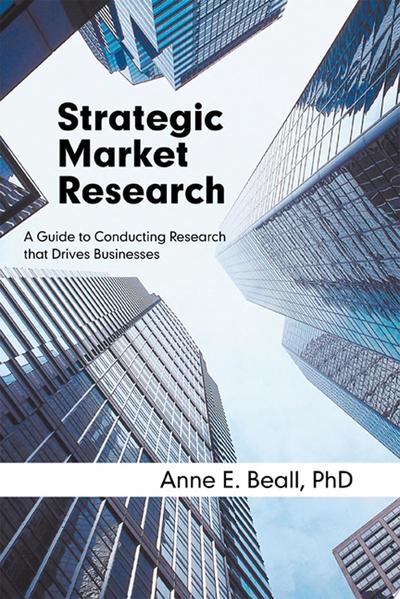 Strategic
Market
Research
A Guide to Conducting Research
that Drives Businesses
Anne E. Beall, PhD